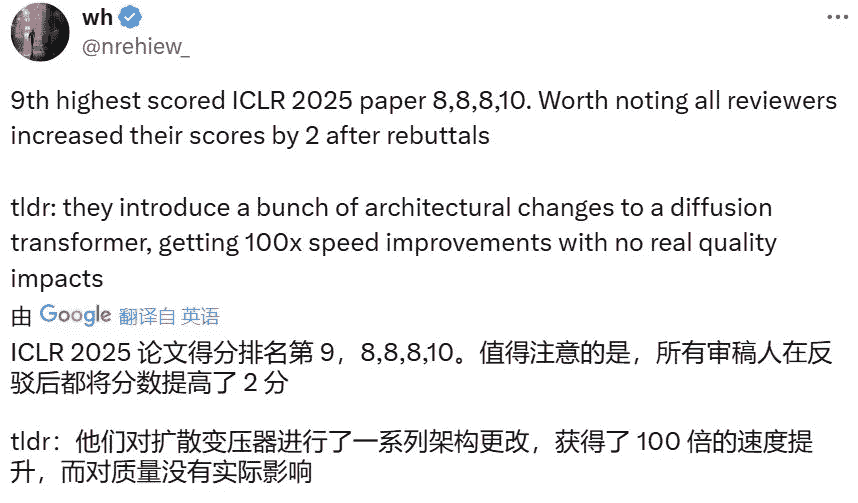 wh
@nrehiew_
9th highest scored ICLR 2025 paper 8,8,8,10. Worth noting all reviewers
increased their scores by 2 after rebuttals
tldr: they introduce a bunch of architectural changes to a diffusion
transformer, getting 100x speed improvements with no real quality
impacts
由 Google 翻译自 英语
ICLR 2025 论文得分排名第 9，8,8,8,10。值得注意的是，所有审稿人在反
驳后都将分数提高了 2 分
tldr：他们对扩散变压器进行了一系列架构更改，获得了 100 倍的速度提
升，而对质量没有实际影响